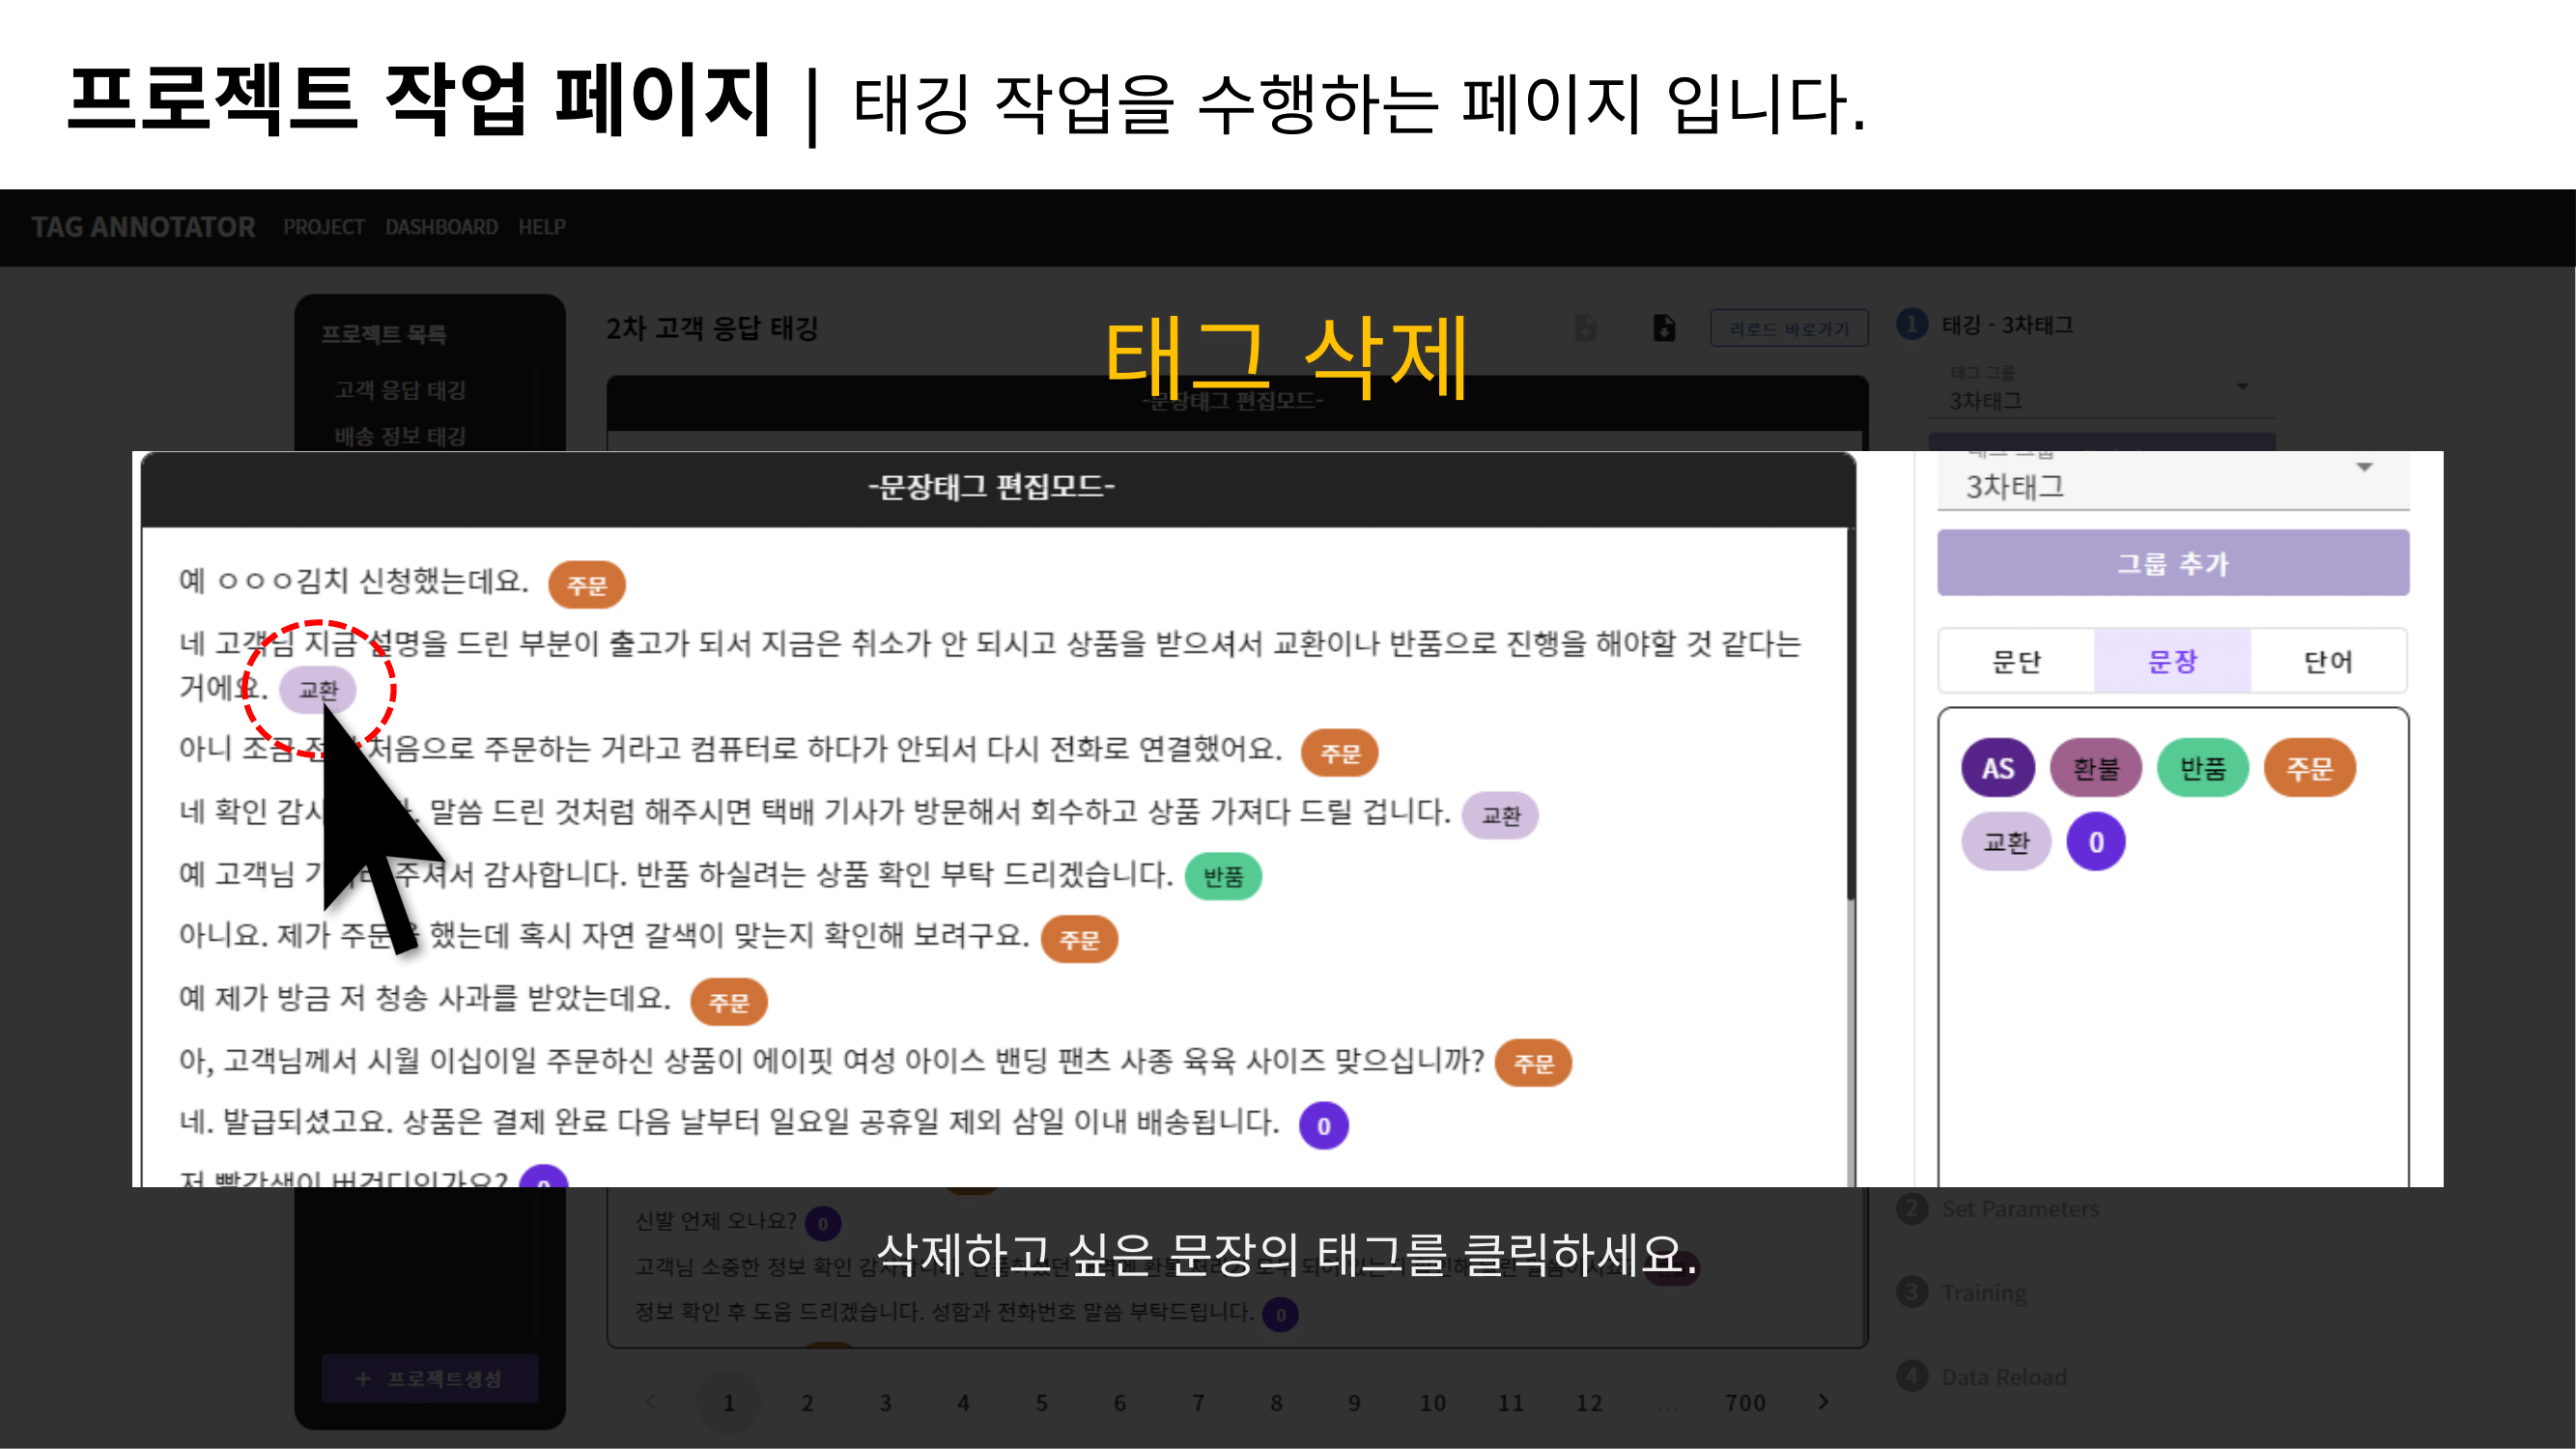 프로젝트 작업 페이지 | 태깅 작업을 수행하는 페이지 입니다.
TAG ANNOTATOR PROJECT DASHBOARD HELP
프로젝트 목록
고객 응답 태깅
배송 정보 태깅
2차 고객 응답 태깅
리로드 바로가기
1 태깅 - 3차태그
태그 삭제
태그 그룹
3차태그
-문장태그 편집모드-
-문장태그 편집모드-
예 ㅇㅇㅇ김치 신청했는데요. 주문
네 고객님 지금 설명을 드린 부분이 출고가 되서 지금은 취소가 안 되시고 상품을 받으셔서 교환이나 반품으로 진행을 해야할 것 같다는
거에요. 교환
아니 조금 처음으로 주문하는 거라고 컴퓨터로 하다가 안되서 다시 전화로 연결했어요. 주문
네 확인 말씀 드린 것처럼 해주시면 택배 기사가 방문해서 회수하고 상품 가져다 드릴 겁니다. 교환
예 고객님 주셔서 감사합니다. 반품 하실려는 상품 확인 부탁 드리겠습니다. 반품
아니요. 제가 했는데 혹시 자연 갈색이 맞는지 확인해 보려구요. 주문
예 제가 방금 저 청송 사과를 받았는데요. 주문
아, 고객님께서 시월 이십이일 주문하신 상품이 에이핏 여성 아이스 밴딩 팬츠 사종 육육 사이즈 맞으십니까? 주문
네. 발급되셨고요. 상품은 결제 완료 다음 날부터 일요일 공휴일 제외 삼일 이내 배송됩니다. 0
저 빨간색이 버건디인가요? 0
3차태그
그룹 추가
문단 문장 단어
AS 환불 반품 주문
교환 0
신발 언제 오나요? 0
삭제하고 싶은 문장의 태그를 클릭하세요.
고객님 소중한 정보 확인
정보 확인 후 도움 드리겠습니다. 성함과 전화번호 말씀 부탁드립니다. 0
2 Set Parameters
3 Training
4 Data Reload
+ 프로젝트생성
< 1 2 3 4 5 6 7 8 9 10 11 12 ... 700 >